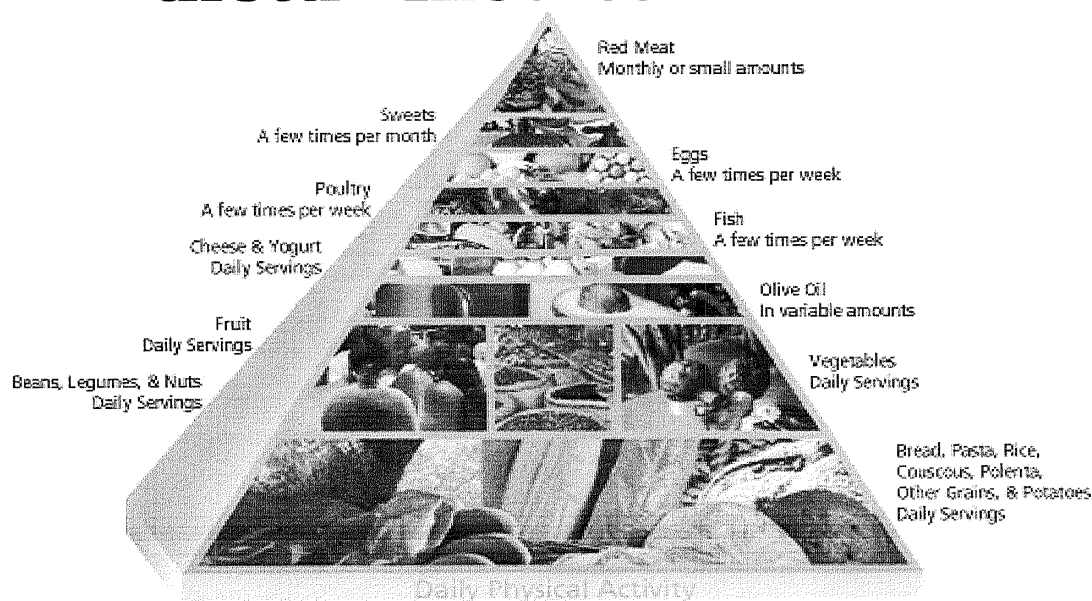 Red Meat
Monthly or small amounts
Sweets
A few times per month
Eggs
A few times per week
Poultry
A few times per week
Fish
A few times per week
Cheese & Yogurt
Daily Servings
Olive Oil
In variable amounts
Fruit
Daily Servings
Vegetables
Daily Servings
Beans, Legumes, & Nuts
Daily Servings
Bread, Pasta, Rice,
Couscous, Polenta,
Other Grains, & Potatoes
Daily Servings
Daily Physical Activity